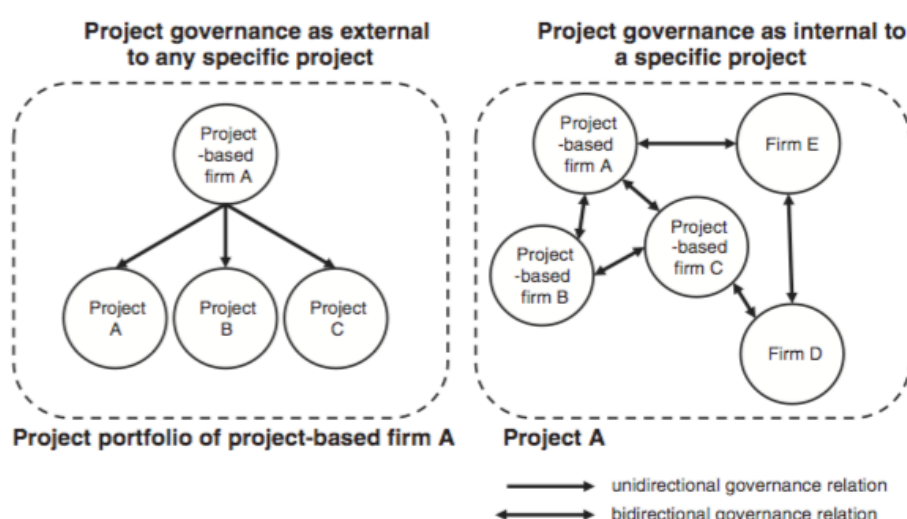 Project governance as external
to any specific project
Project
-based
firm A
Project
A
Project
B
Project
C
Project portfolio of project-based firm A
Project governance as internal to
a specific project
Project
-based
firm A
Firm E
Project
-based
firm C
Project
-based
firm B
Firm D
Project A
unidirectional governance relation
bidirectional governance relation